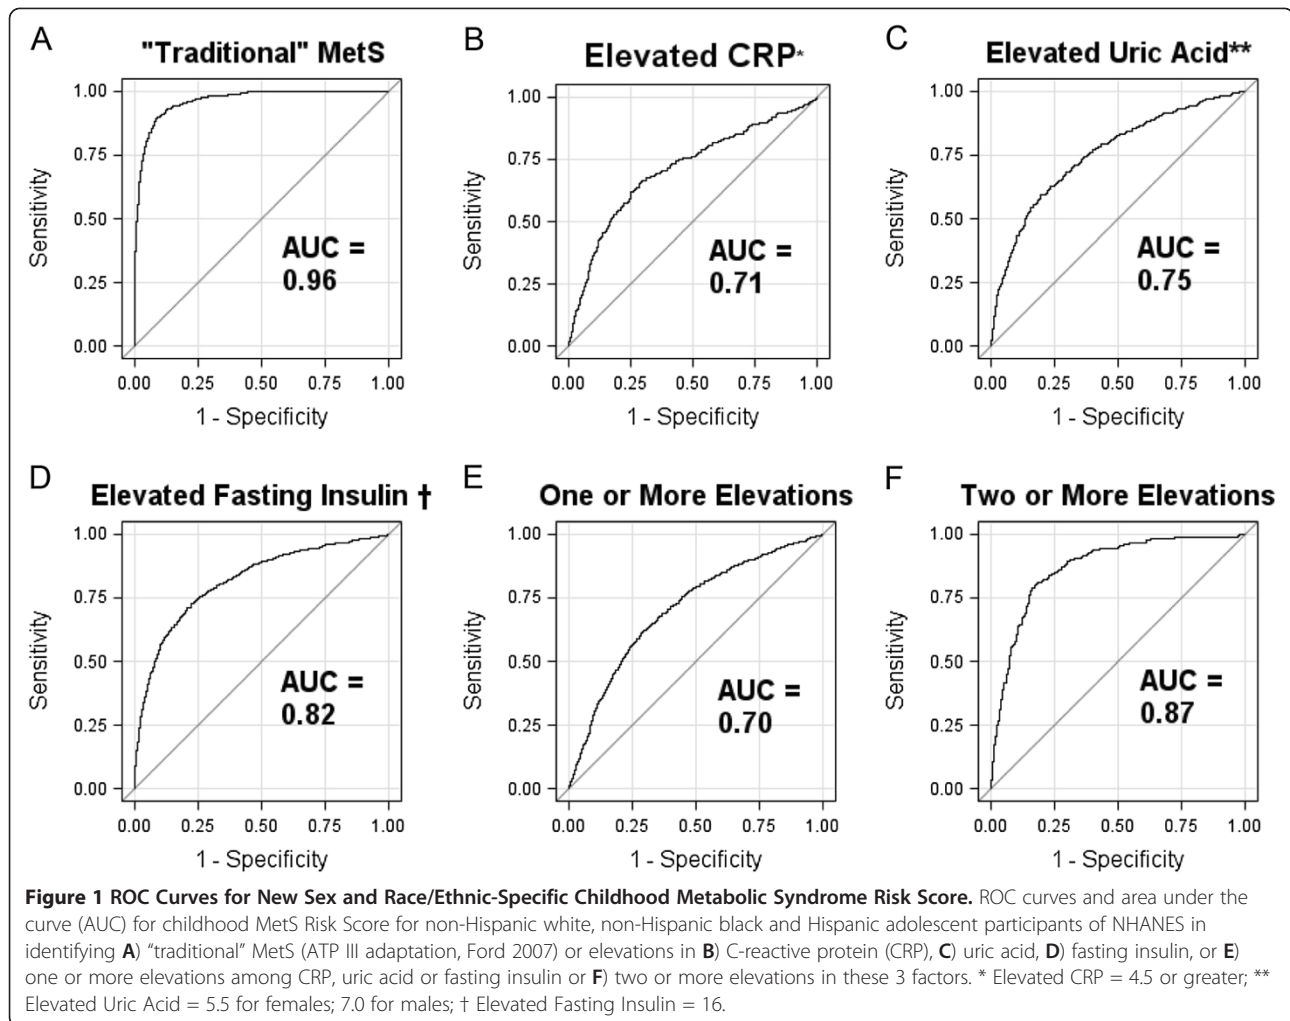 A
"Traditional" MetS
1.00
0.75
0.50
0.25
0.00
Sensitivity
AUC =
0.96
0.00 0.25 0.50 0.75 1.00
1 - Specificity
B
Elevated CRP*
1.00
0.75
0.50
0.25
0.00
Sensitivity
AUC =
0.71
0.00 0.25 0.50 0.75 1.00
1 - Specificity
C
Elevated Uric Acid**
1.00
0.75
0.50
0.25
0.00
Sensitivity
AUC =
0.75
0.00 0.25 0.50 0.75 1.00
1 - Specificity
D
Elevated Fasting Insulin †
1.00
0.75
0.50
0.25
0.00
Sensitivity
AUC =
0.82
0.00 0.25 0.50 0.75 1.00
1 - Specificity
E
One or More Elevations
1.00
0.75
0.50
0.25
0.00
Sensitivity
AUC =
0.70
0.00 0.25 0.50 0.75 1.00
1 - Specificity
F
Two or More Elevations
1.00
0.75
0.50
0.25
0.00
Sensitivity
AUC =
0.87
0.00 0.25 0.50 0.75 1.00
1 - Specificity
Figure 1 ROC Curves for New Sex and Race/Ethnic-Specific Childhood Metabolic Syndrome Risk Score. ROC curves and area under the
curve (AUC) for childhood MetS Risk Score for non-Hispanic white, non-Hispanic black and Hispanic adolescent participants of NHANES in
identifying A) “traditional” MetS (ATP III adaptation, Ford 2007) or elevations in B) C-reactive protein (CRP), C) uric acid, D) fasting insulin, or E)
one or more elevations among CRP, uric acid or fasting insulin or F) two or more elevations in these 3 factors. * Elevated CRP = 4.5 or greater; **
Elevated Uric Acid = 5.5 for females; 7.0 for males; † Elevated Fasting Insulin = 16.